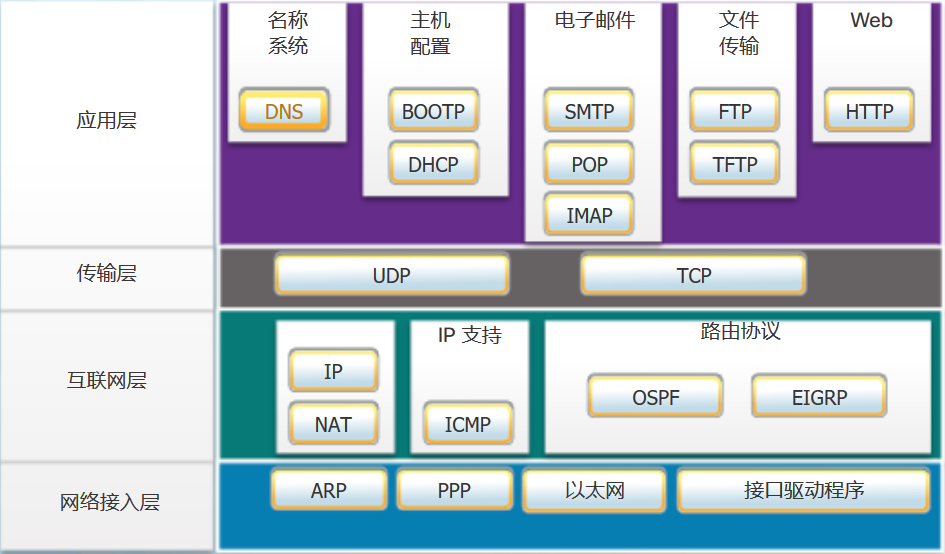 应用层
名称
系统
DNS
主机
配置
BOOTP
DHCP
电子邮件
SMTP
POP
IMAP
文件
传输
FTP
TFTP
Web
HTTP
传输层
UDP
TCP
互联网层
IP
NAT
IP 支持
ICMP
路由协议
OSPF
EIGRP
网络接入层
ARP
PPP
以太网
接口驱动程序